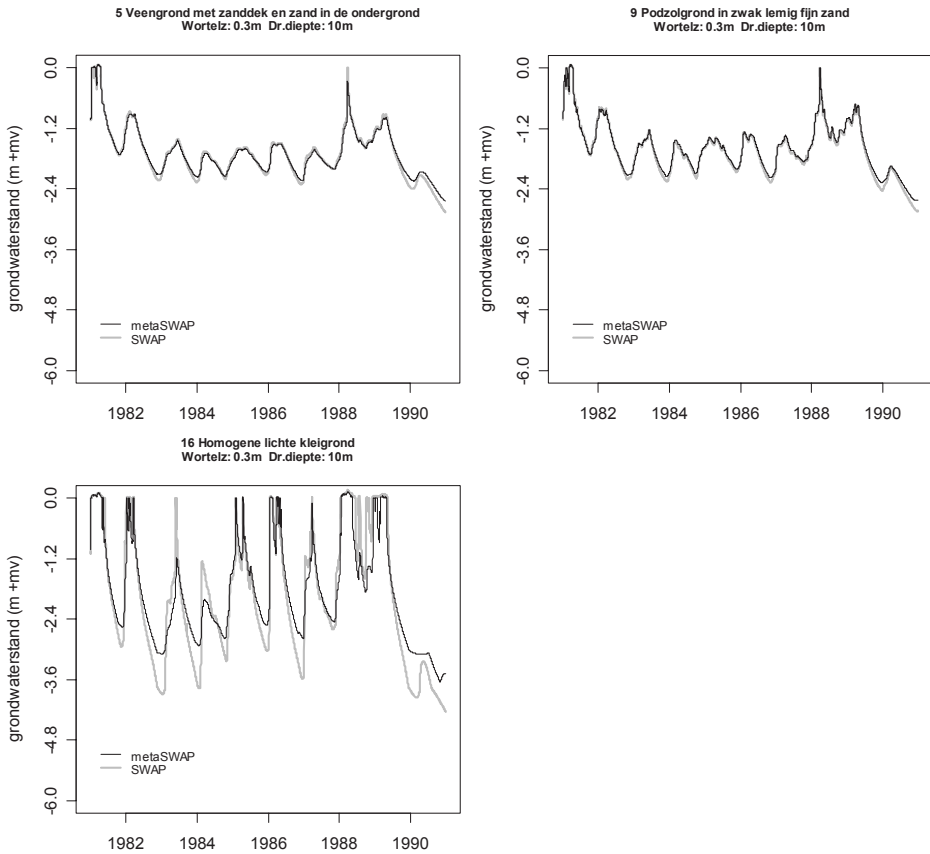 5 Veengrond met zanddek en zand in de ondergrond
Wortelz: 0.3m Dr.diepte: 10m
grondwaterstand (m +mv)
0.0
-1.2
-2.4
-3.6
-4.8
-6.0
metaSWAP
SWAP
1982 1984 1986 1988 1990
9 Podzolgrond in zwak lemig fijn zand
Wortelz: 0.3m Dr.diepte: 10m
grondwaterstand (m +mv)
0.0
-1.2
-2.4
-3.6
-4.8
-6.0
metaSWAP
SWAP
1982 1984 1986 1988 1990
16 Homogene lichte kleigrond
Wortelz: 0.3m Dr.diepte: 10m
grondwaterstand (m +mv)
0.0
-1.2
-2.4
-3.6
-4.8
-6.0
metaSWAP
SWAP
1982 1984 1986 1988 1990